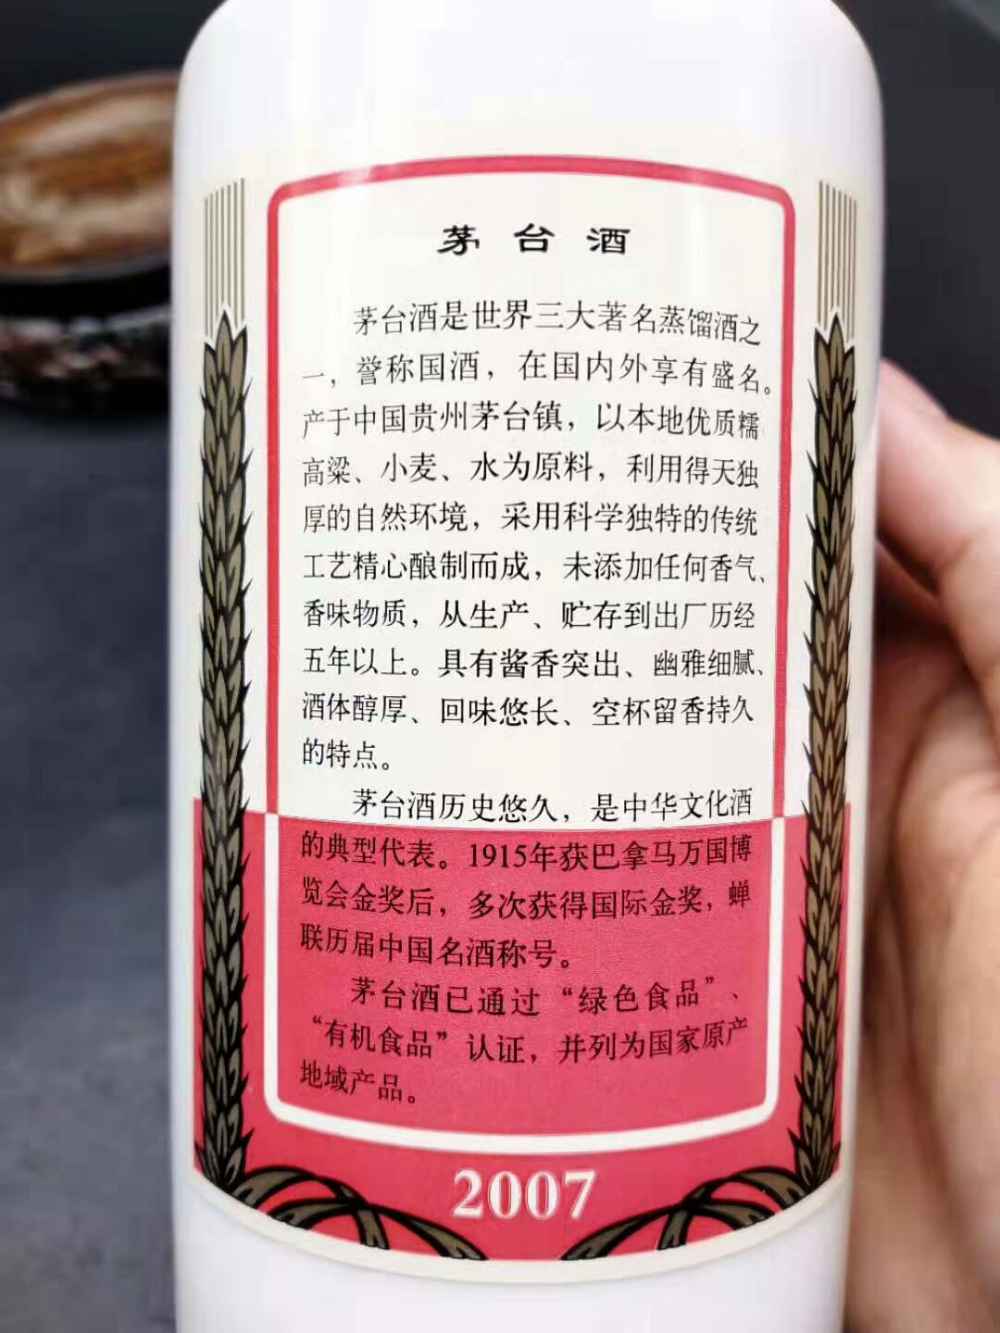 茅台酒
茅台酒是世界三大著名蒸馏酒之
一，誉称国酒，在国内外享有盛名。
产于中国贵州茅台镇，以本地优质糯
高粱、小麦、水为原料，利用得天独
厚的自然环境，采用科学独特的传统
工艺精心酿制而成，未添加任何香气、
香味物质，从生产、贮存到出厂历经
五年以上。具有酱香突出、幽雅细腻、
酒体醇厚、回味悠长、空杯留香持久
的特点。
茅台酒历史悠久，是中华文化酒
的典型代表。1915年获巴拿马万国博
览会金奖后，多次获得国际金奖，蝉
联历届中国名酒称号。
茅台酒已通过“绿色食品”、
“有机食品”认证，并列为国家原产
地域产品。
2007